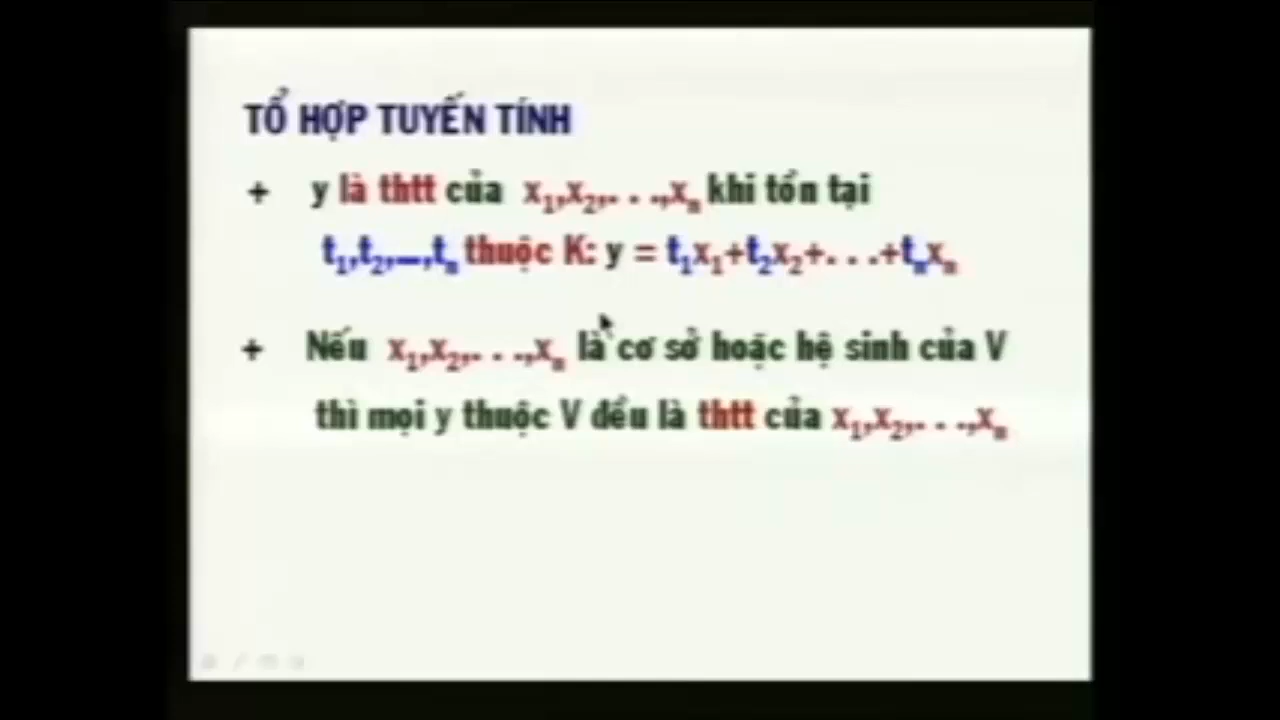 TỔ HỢP TUYẾN TÍNH
+ y là thtt của x₁,x₂,. . .,xₙ khi tồn tại
t₁,t₂,...,tₙ thuộc K: y = t₁x₁+t₂x₂+. . .+tₙxₙ
+ Nếu x₁,x₂,. . .,xₙ là cơ sở hoặc hệ sinh của V
thì mọi y thuộc V đều là thtt của x₁,x₂,. . .,xₙ